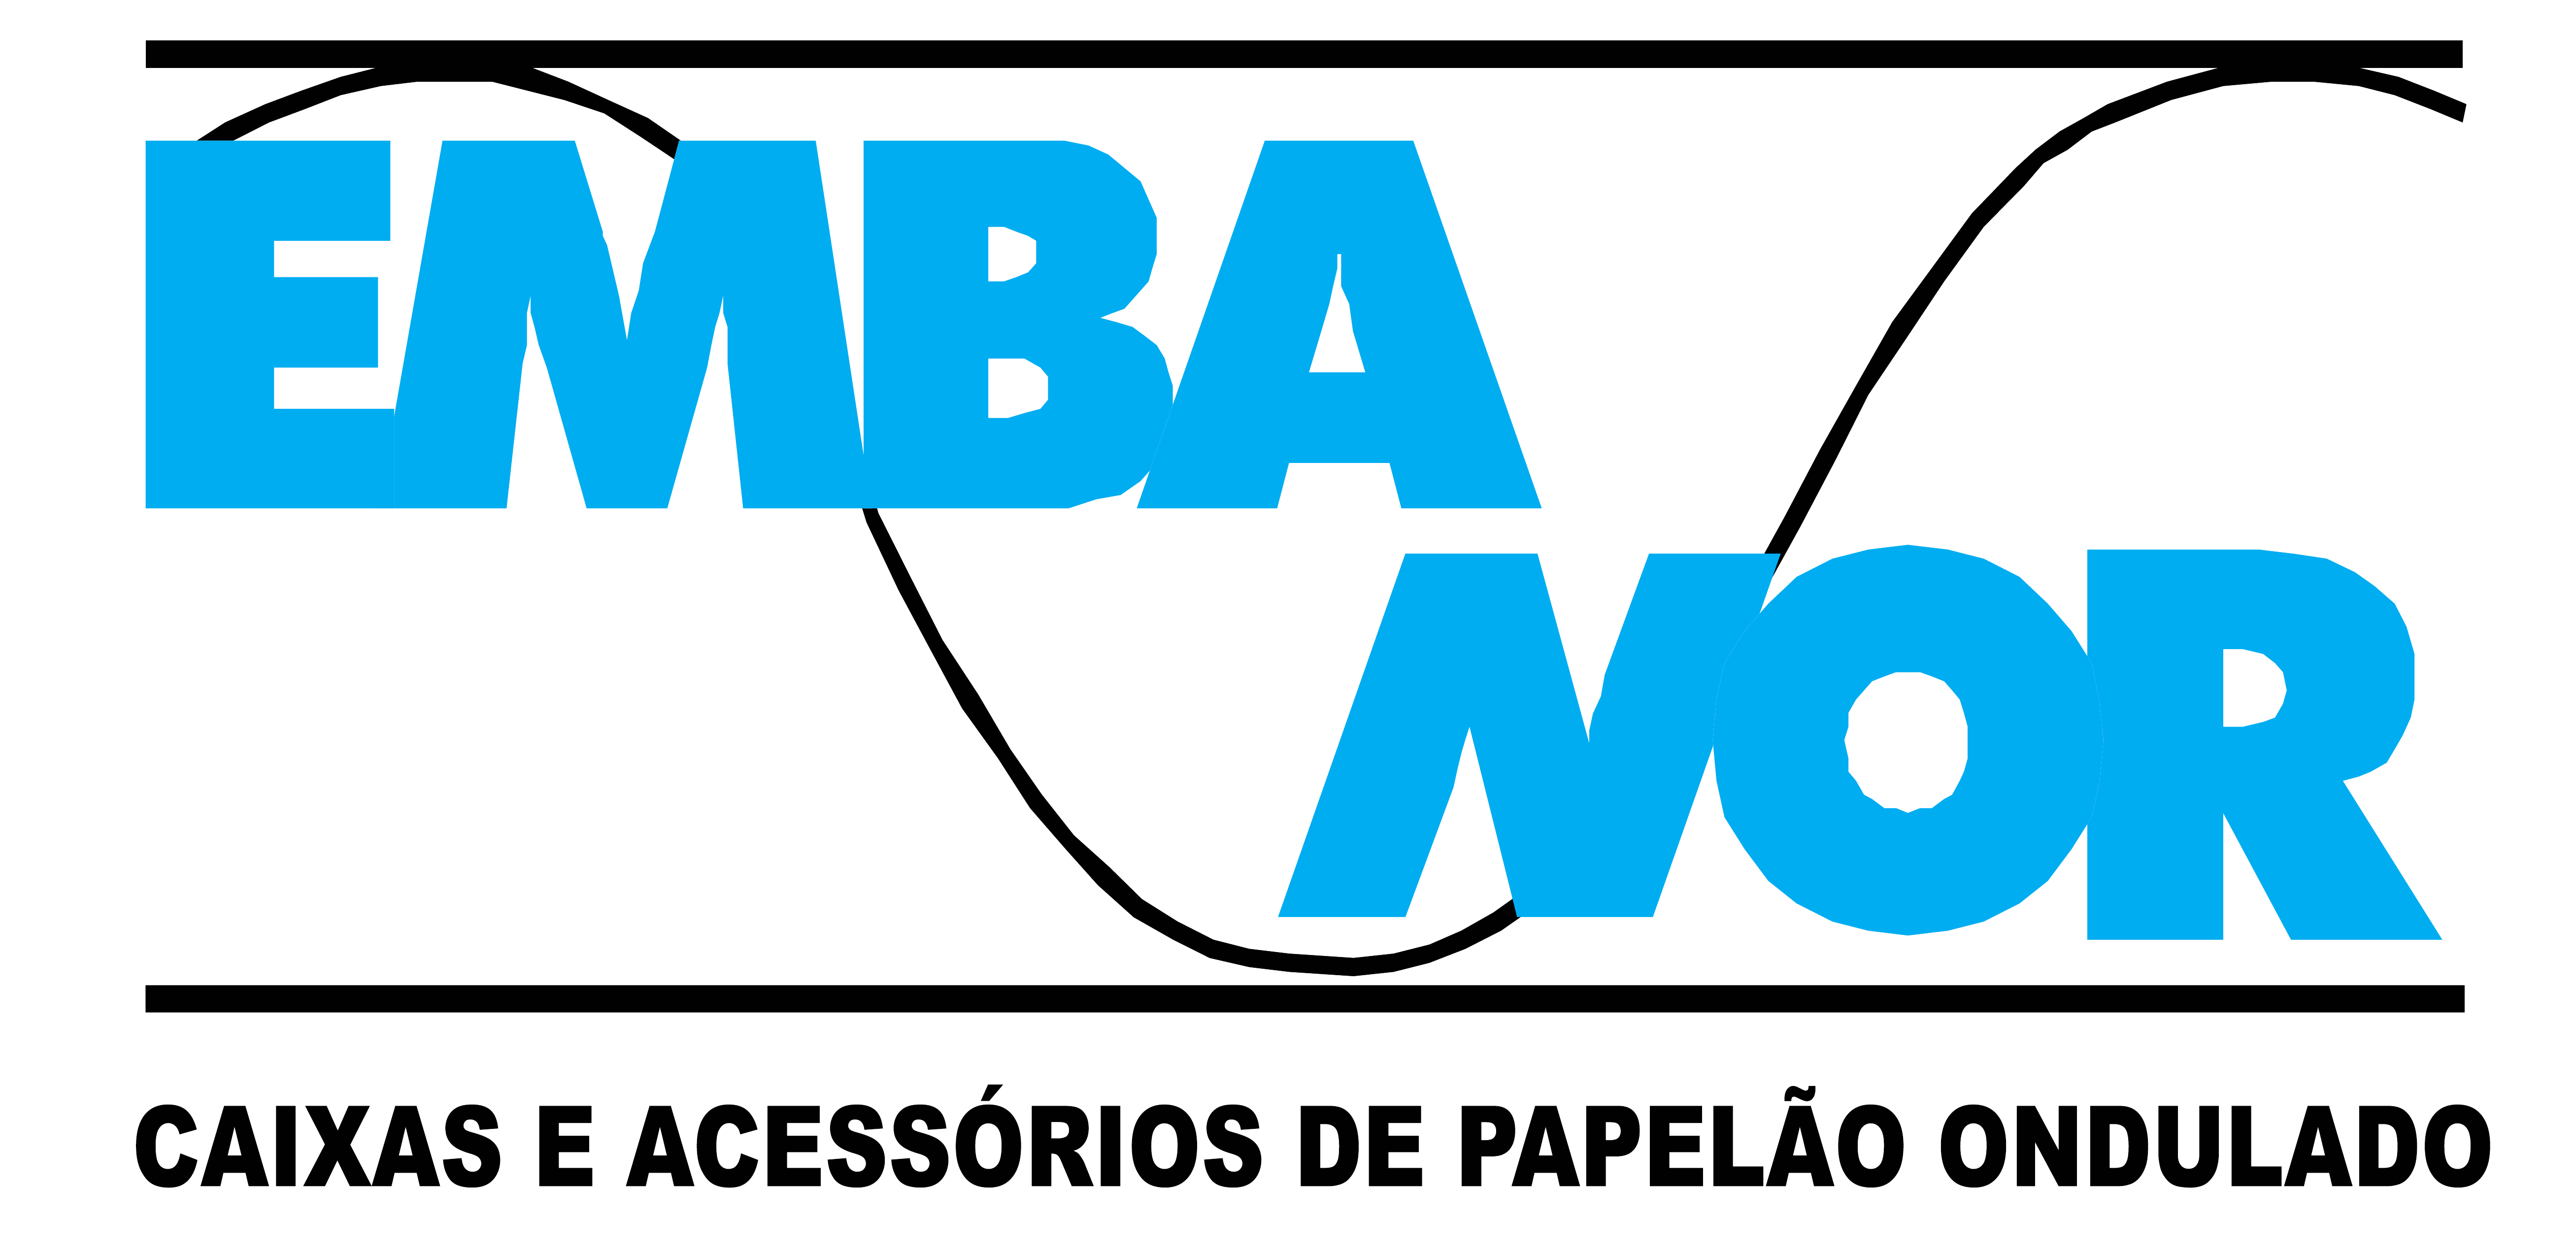 EMBA
NOR
CAIXAS E ACESSÓRIOS DE PAPELÃO ONDULADO